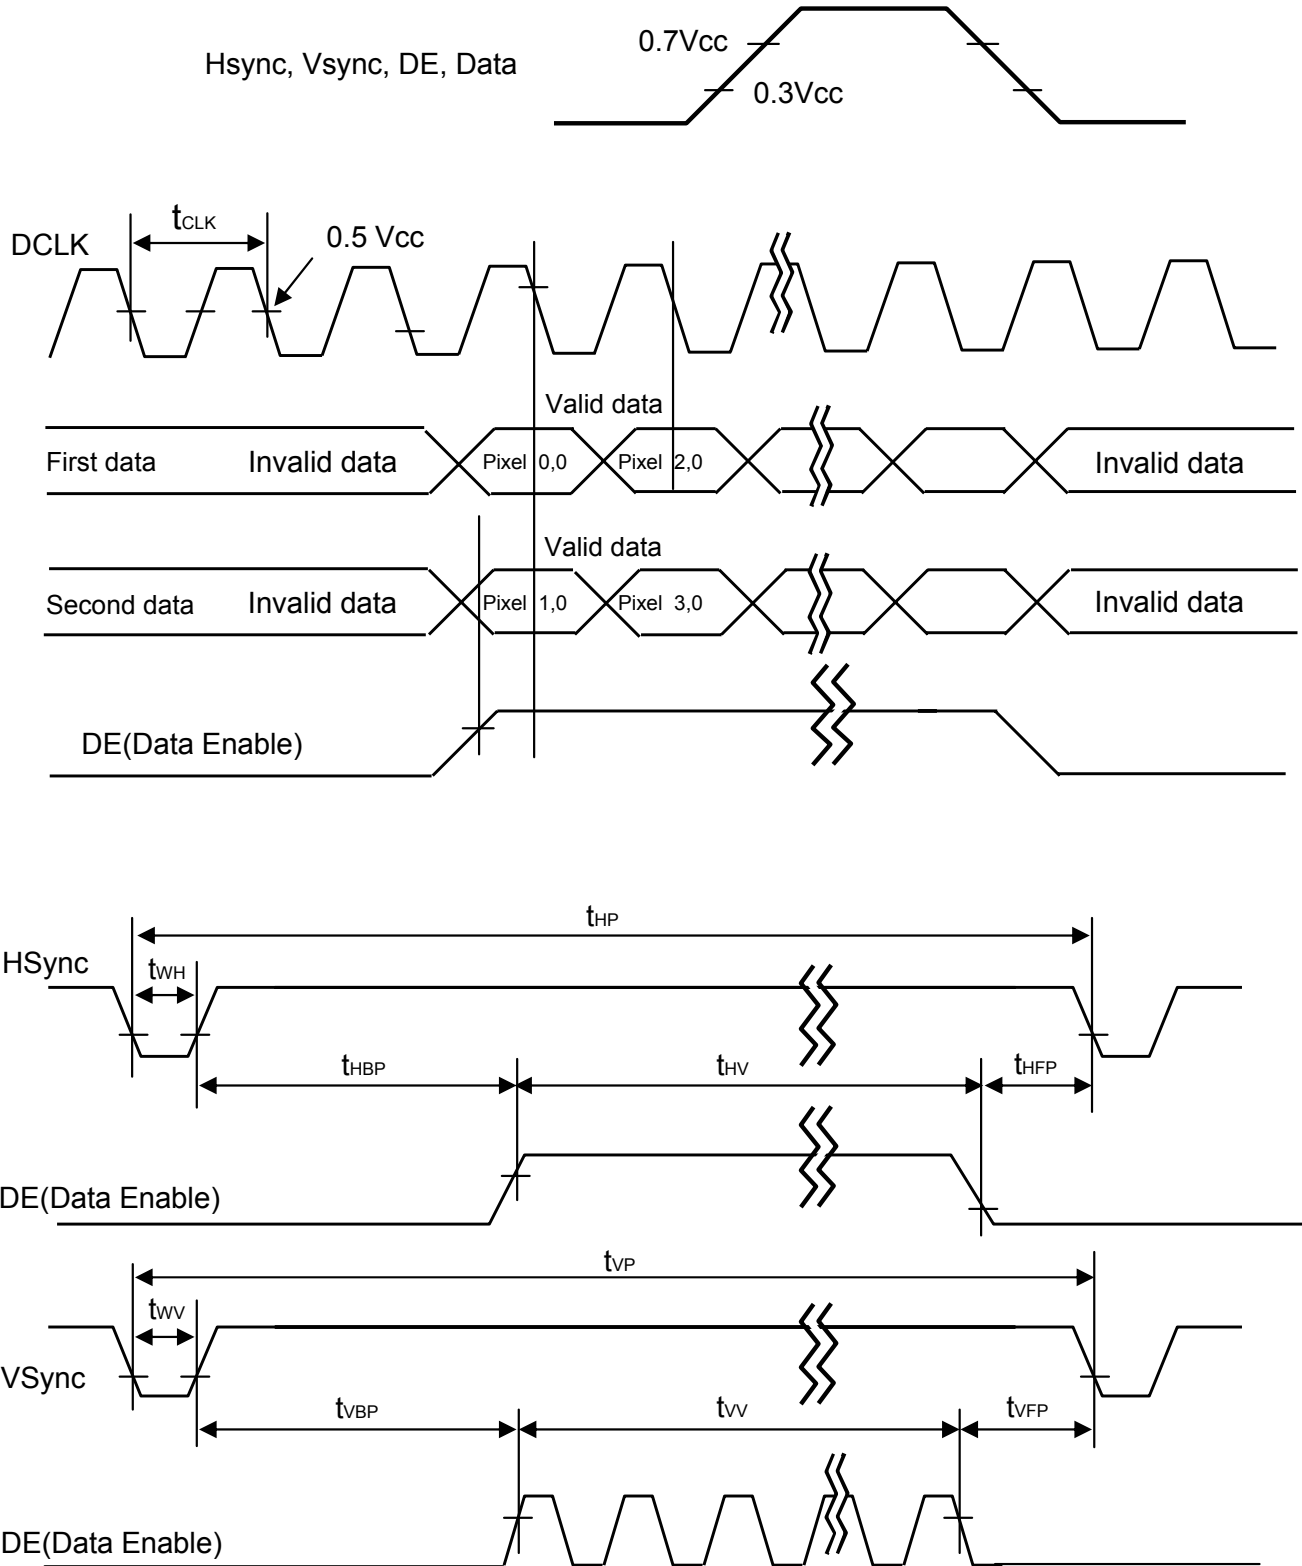 0.7Vcc
Hsync, Vsync, DE, Data
0.3Vcc
tCLK
DCLK
0.5 Vcc
Valid data
First data
Invalid data
Pixel 0,0
Pixel 2,0
Invalid data
Valid data
Second data
Invalid data
Pixel 1,0
Pixel 3,0
Invalid data
DE(Data Enable)
tHP
HSync
tWH
tHBP
tHV
tHFP
DE(Data Enable)
tVP
tWV
VSync
tVBP
tVV
tVFP
DE(Data Enable)